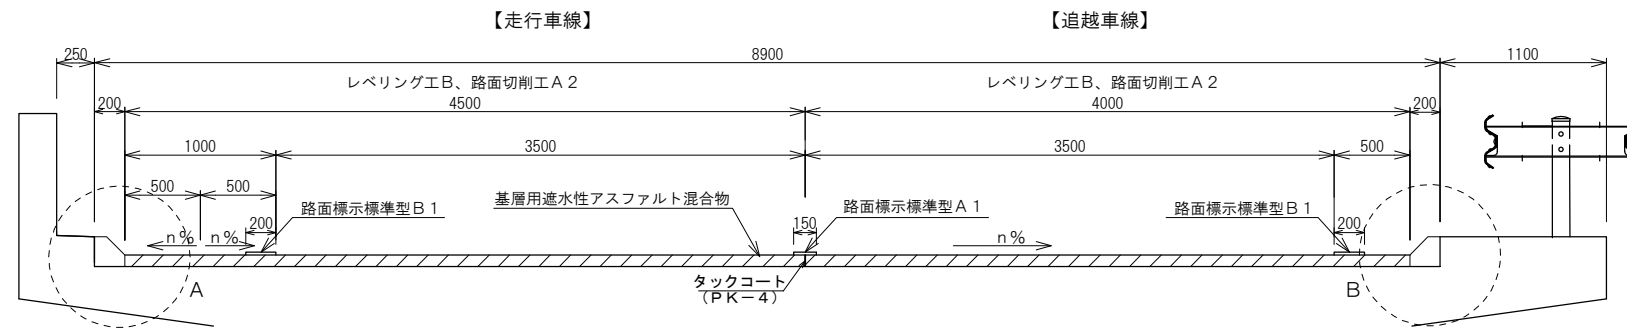 【走行車線】 【追越車線】
250 8900 1100
レベリング工B、路面切削工A2 レベリング工B、路面切削工A2
200 4500 4000 200
1000 3500 3500 500
500 500 基層用遮水性アスファルト混合物
路面標示標準型B1 路面標示標準型A1 路面標示標準型B1
200 150 200
n% n% n%
タックコート
(PK-4)
A B